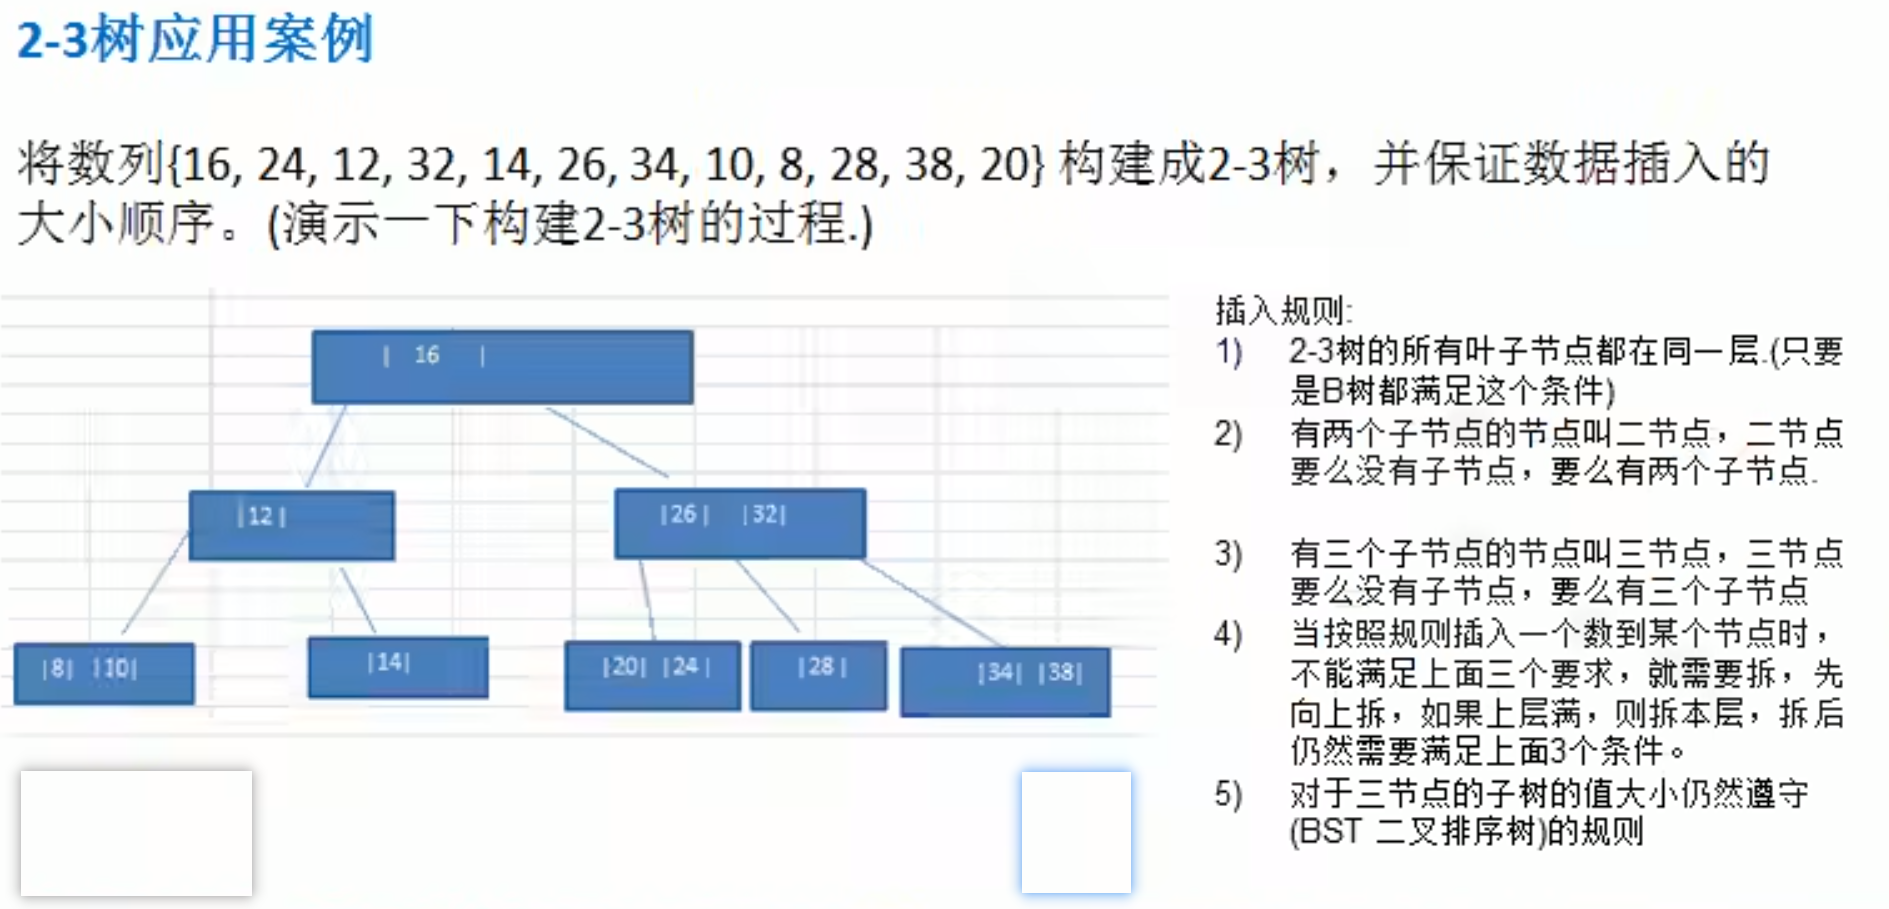 2-3树应用案例
将数列{16, 24, 12, 32, 14, 26, 34, 10, 8, 28, 38, 20} 构建成2-3树，并保证数据插入的
大小顺序。(演示一下构建2-3树的过程.)
| 16 |
|12|
|26| |32|
|8| |10|
|14|
|20| |24|
|28|
|34| |38|
插入规则:
1) 2-3树的所有叶子节点都在同一层.(只要
是B树都满足这个条件)
2) 有两个子节点的节点叫二节点，二节点
要么没有子节点，要么有两个子节点.
3) 有三个子节点的节点叫三节点，三节点
要么没有子节点，要么有三个子节点
4) 当按照规则插入一个数到某个节点时，
不能满足上面三个要求，就需要拆，先
向上拆，如果上层满，则拆本层，拆后
仍然需要满足上面3个条件。
5) 对于三节点的子树的值大小仍然遵守
(BST 二叉排序树)的规则